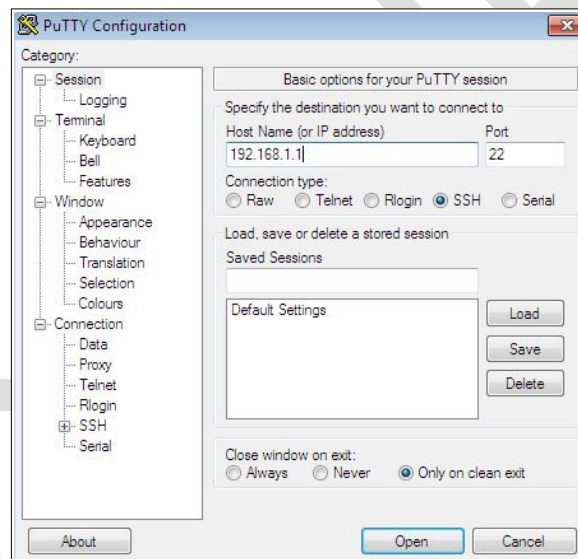 PuTTY Configuration
Category:
Session
Logging
Terminal
Keyboard
Bell
Features
Window
Appearance
Behaviour
Translation
Selection
Colours
Connection
Data
Proxy
Telnet
Rlogin
SSH
Serial
Basic options for your PuTTY session
Specify the destination you want to connect to
Host Name (or IP address) Port
192.168.1.1 22
Connection type:
Raw Telnet Rlogin SSH Serial
Load, save or delete a stored session
Saved Sessions
Default Settings
Load
Save
Delete
Close window on exit:
Always Never Only on clean exit
About Open Cancel